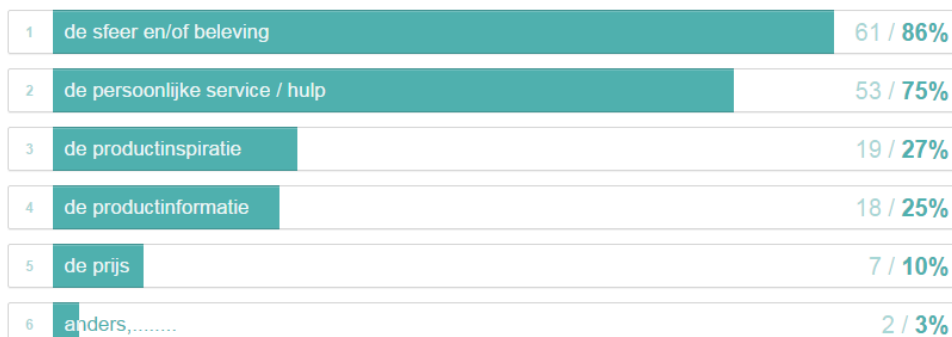 1 de sfeer en/of beleving 61 / 86%
2 de persoonlijke service / hulp 53 / 75%
3 de productinspiratie 19 / 27%
4 de productinformatie 18 / 25%
5 de prijs 7 / 10%
6 anders,........ 2 / 3%